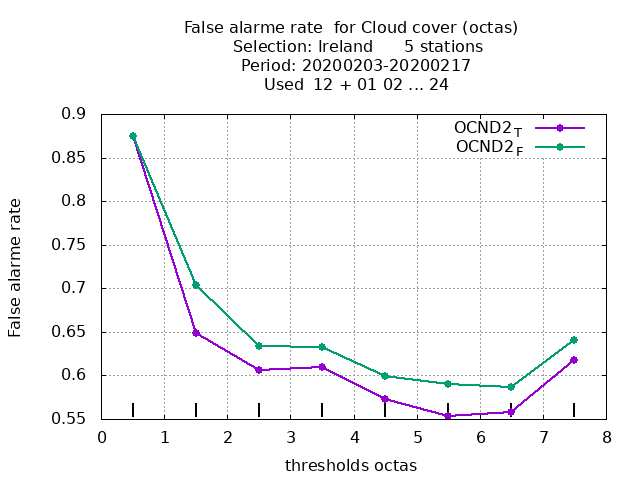 False alarme rate  for Cloud cover (octas)
Selection: Ireland      5 stations
Period: 20200203-20200217
Used  12 + 01 02 ... 24
0.9
0.85
0.8
0.75
0.7
0.65
0.6
0.55
False alarme rate
OCND2T
OCND2F
0 1 2 3 4 5 6 7 8
thresholds octas